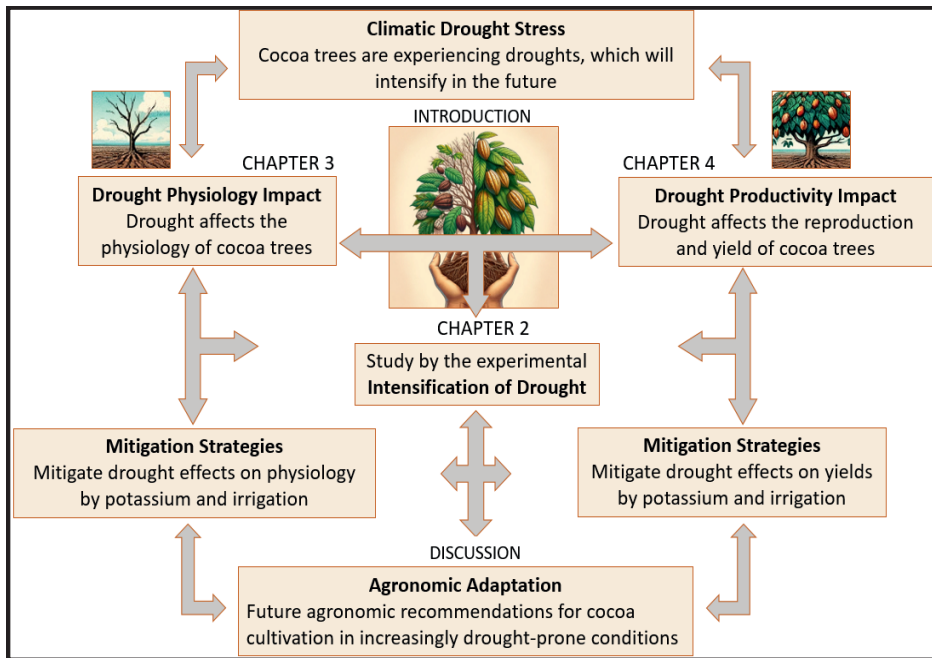 Climatic Drought Stress
Cocoa trees are experiencing droughts, which will
intensify in the future
INTRODUCTION
CHAPTER 3
Drought Physiology Impact
Drought affects the
physiology of cocoa trees
CHAPTER 4
Drought Productivity Impact
Drought affects the reproduction
and yield of cocoa trees
CHAPTER 2
Study by the experimental
Intensification of Drought
Mitigation Strategies
Mitigate drought effects on physiology
by potassium and irrigation
Mitigation Strategies
Mitigate drought effects on yields
by potassium and irrigation
DISCUSSION
Agronomic Adaptation
Future agronomic recommendations for cocoa
cultivation in increasingly drought-prone conditions